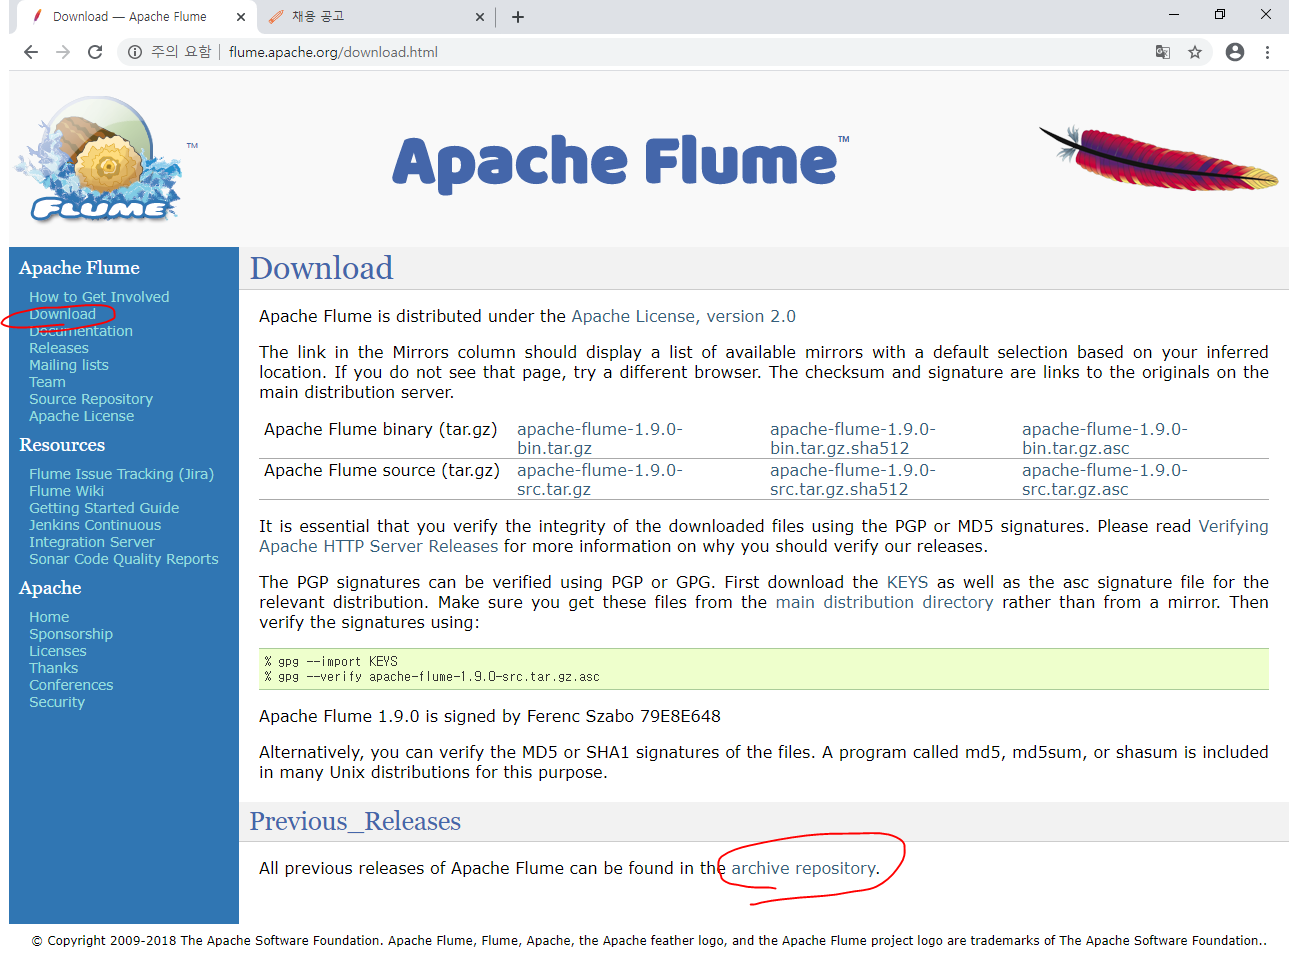 Download — Apache Flume
채용 공고
주의 요함
flume.apache.org/download.html
FLUME
TM
Apache Flume TM
Apache Flume
How to Get Involved
Download
Documentation
Releases
Mailing lists
Team
Source Repository
Apache License
Resources
Flume Issue Tracking (Jira)
Flume Wiki
Getting Started Guide
Jenkins Continuous
Integration Server
Sonar Code Quality Reports
Apache
Home
Sponsorship
Licenses
Thanks
Conferences
Security
Download
Apache Flume is distributed under the Apache License, version 2.0
The link in the Mirrors column should display a list of available mirrors with a default selection based on your inferred
location. If you do not see that page, try a different browser. The checksum and signature are links to the originals on the
main distribution server.
Apache Flume binary (tar.gz) apache-flume-1.9.0- apache-flume-1.9.0- apache-flume-1.9.0-
bin.tar.gz bin.tar.gz.sha512 bin.tar.gz.asc
Apache Flume source (tar.gz) apache-flume-1.9.0- apache-flume-1.9.0- apache-flume-1.9.0-
src.tar.gz src.tar.gz.sha512 src.tar.gz.asc
It is essential that you verify the integrity of the downloaded files using the PGP or MD5 signatures. Please read Verifying
Apache HTTP Server Releases for more information on why you should verify our releases.
The PGP signatures can be verified using PGP or GPG. First download the KEYS as well as the asc signature file for the
relevant distribution. Make sure you get these files from the main distribution directory rather than from a mirror. Then
verify the signatures using:
% gpg --import KEYS
% gpg --verify apache-flume-1.9.0-src.tar.gz.asc
Apache Flume 1.9.0 is signed by Ferenc Szabo 79E8E648
Alternatively, you can verify the MD5 or SHA1 signatures of the files. A program called md5, md5sum, or shasum is included
in many Unix distributions for this purpose.
Previous_Releases
All previous releases of Apache Flume can be found in the archive repository.
© Copyright 2009-2018 The Apache Software Foundation. Apache Flume, Flume, Apache, the Apache feather logo, and the Apache Flume project logo are trademarks of The Apache Software Foundation..